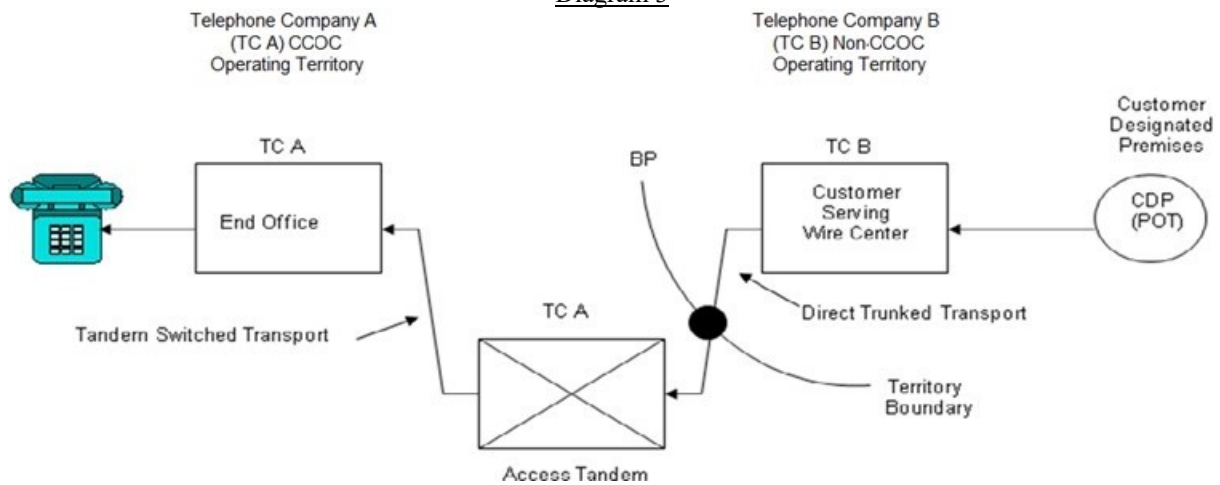 Telephone Company A
(TC A) CCOC
Operating Territory
Telephone Company B
(TC B) Non-CCOC
Operating Territory
Customer
Designated
Premises
TC A
BP
TC B
End Office
Customer
Serving
Wire Center
CDP
(POT)
TC A
Direct Trunked Transport
Tandem Switched Transport
Territory
Boundary
Access Tandem